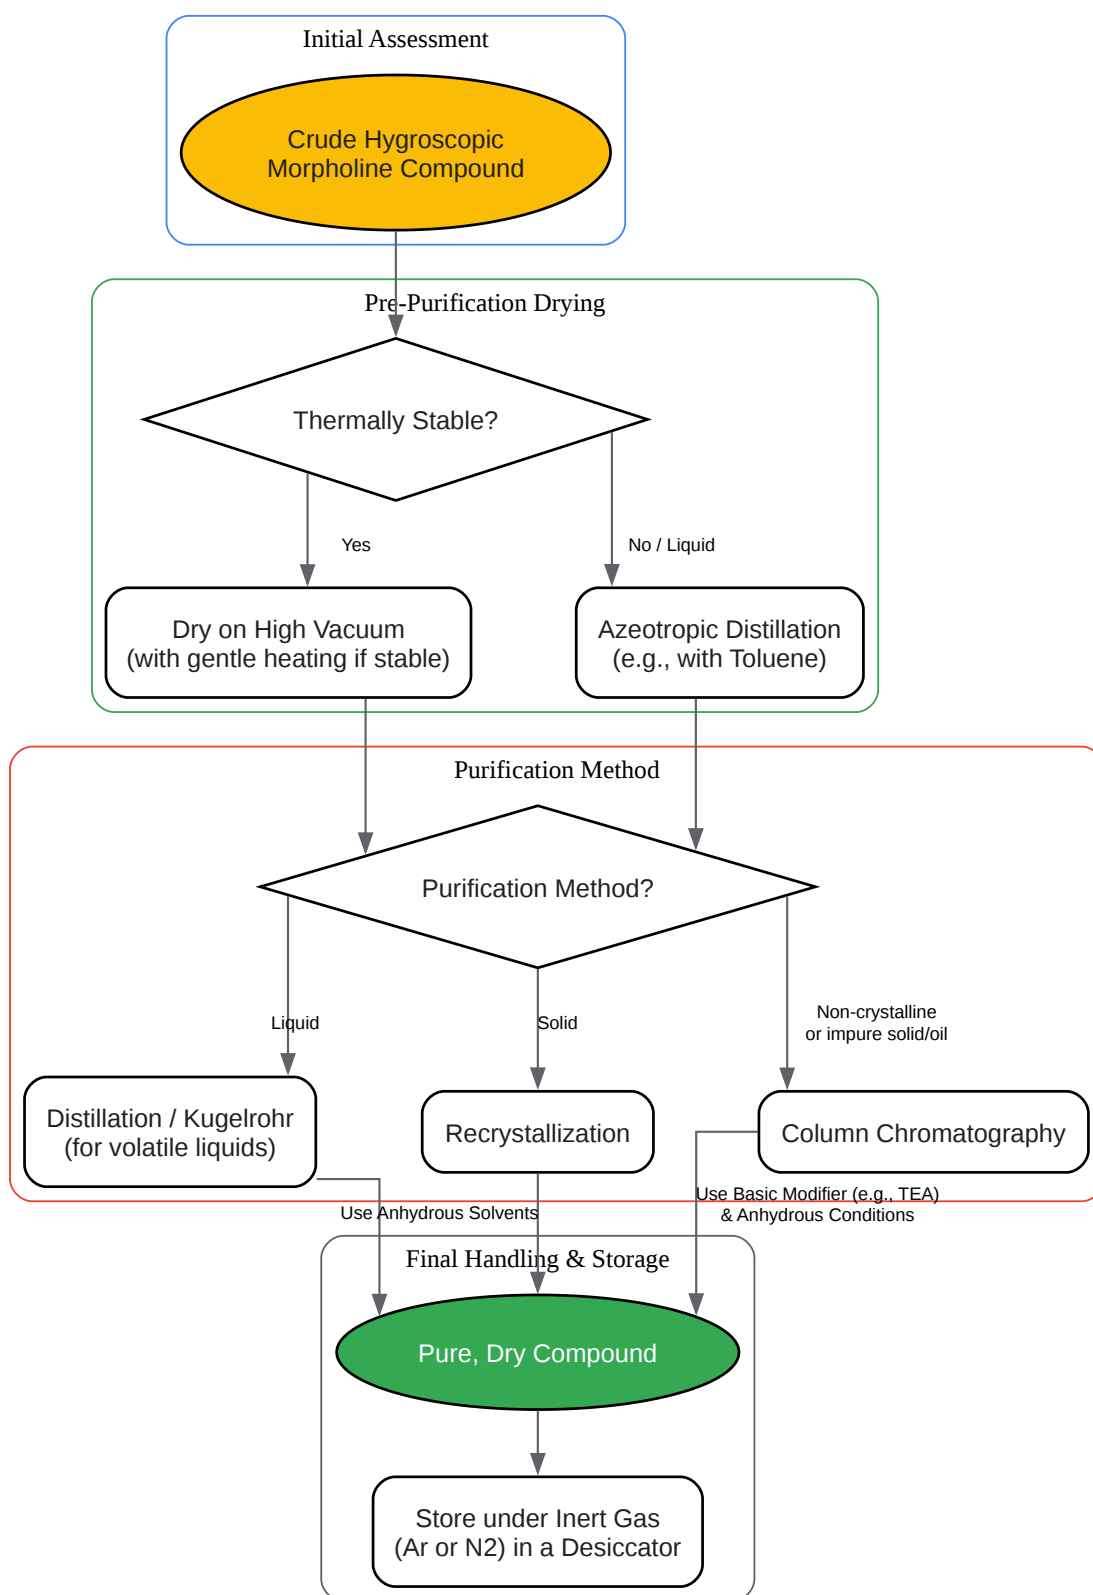 Initial Assessment
Crude Hygroscopic
Morpholine Compound
Pre-Purification Drying
Thermally Stable?
Yes
No / Liquid
Dry on High Vacuum
(with gentle heating if stable)
Azeotropic Distillation
(e.g., with Toluene)
Purification Method
Purification Method?
Liquid
Solid
Non-crystalline
or impure solid/oil
Distillation / Kugelrohr
(for volatile liquids)
Recrystallization
Column Chromatography
Use Anhydrous Solvents
Use Basic Modifier (e.g., TEA)
& Anhydrous Conditions
Final Handling & Storage
Pure, Dry Compound
Store under Inert Gas
(Ar or N2) in a Desiccator